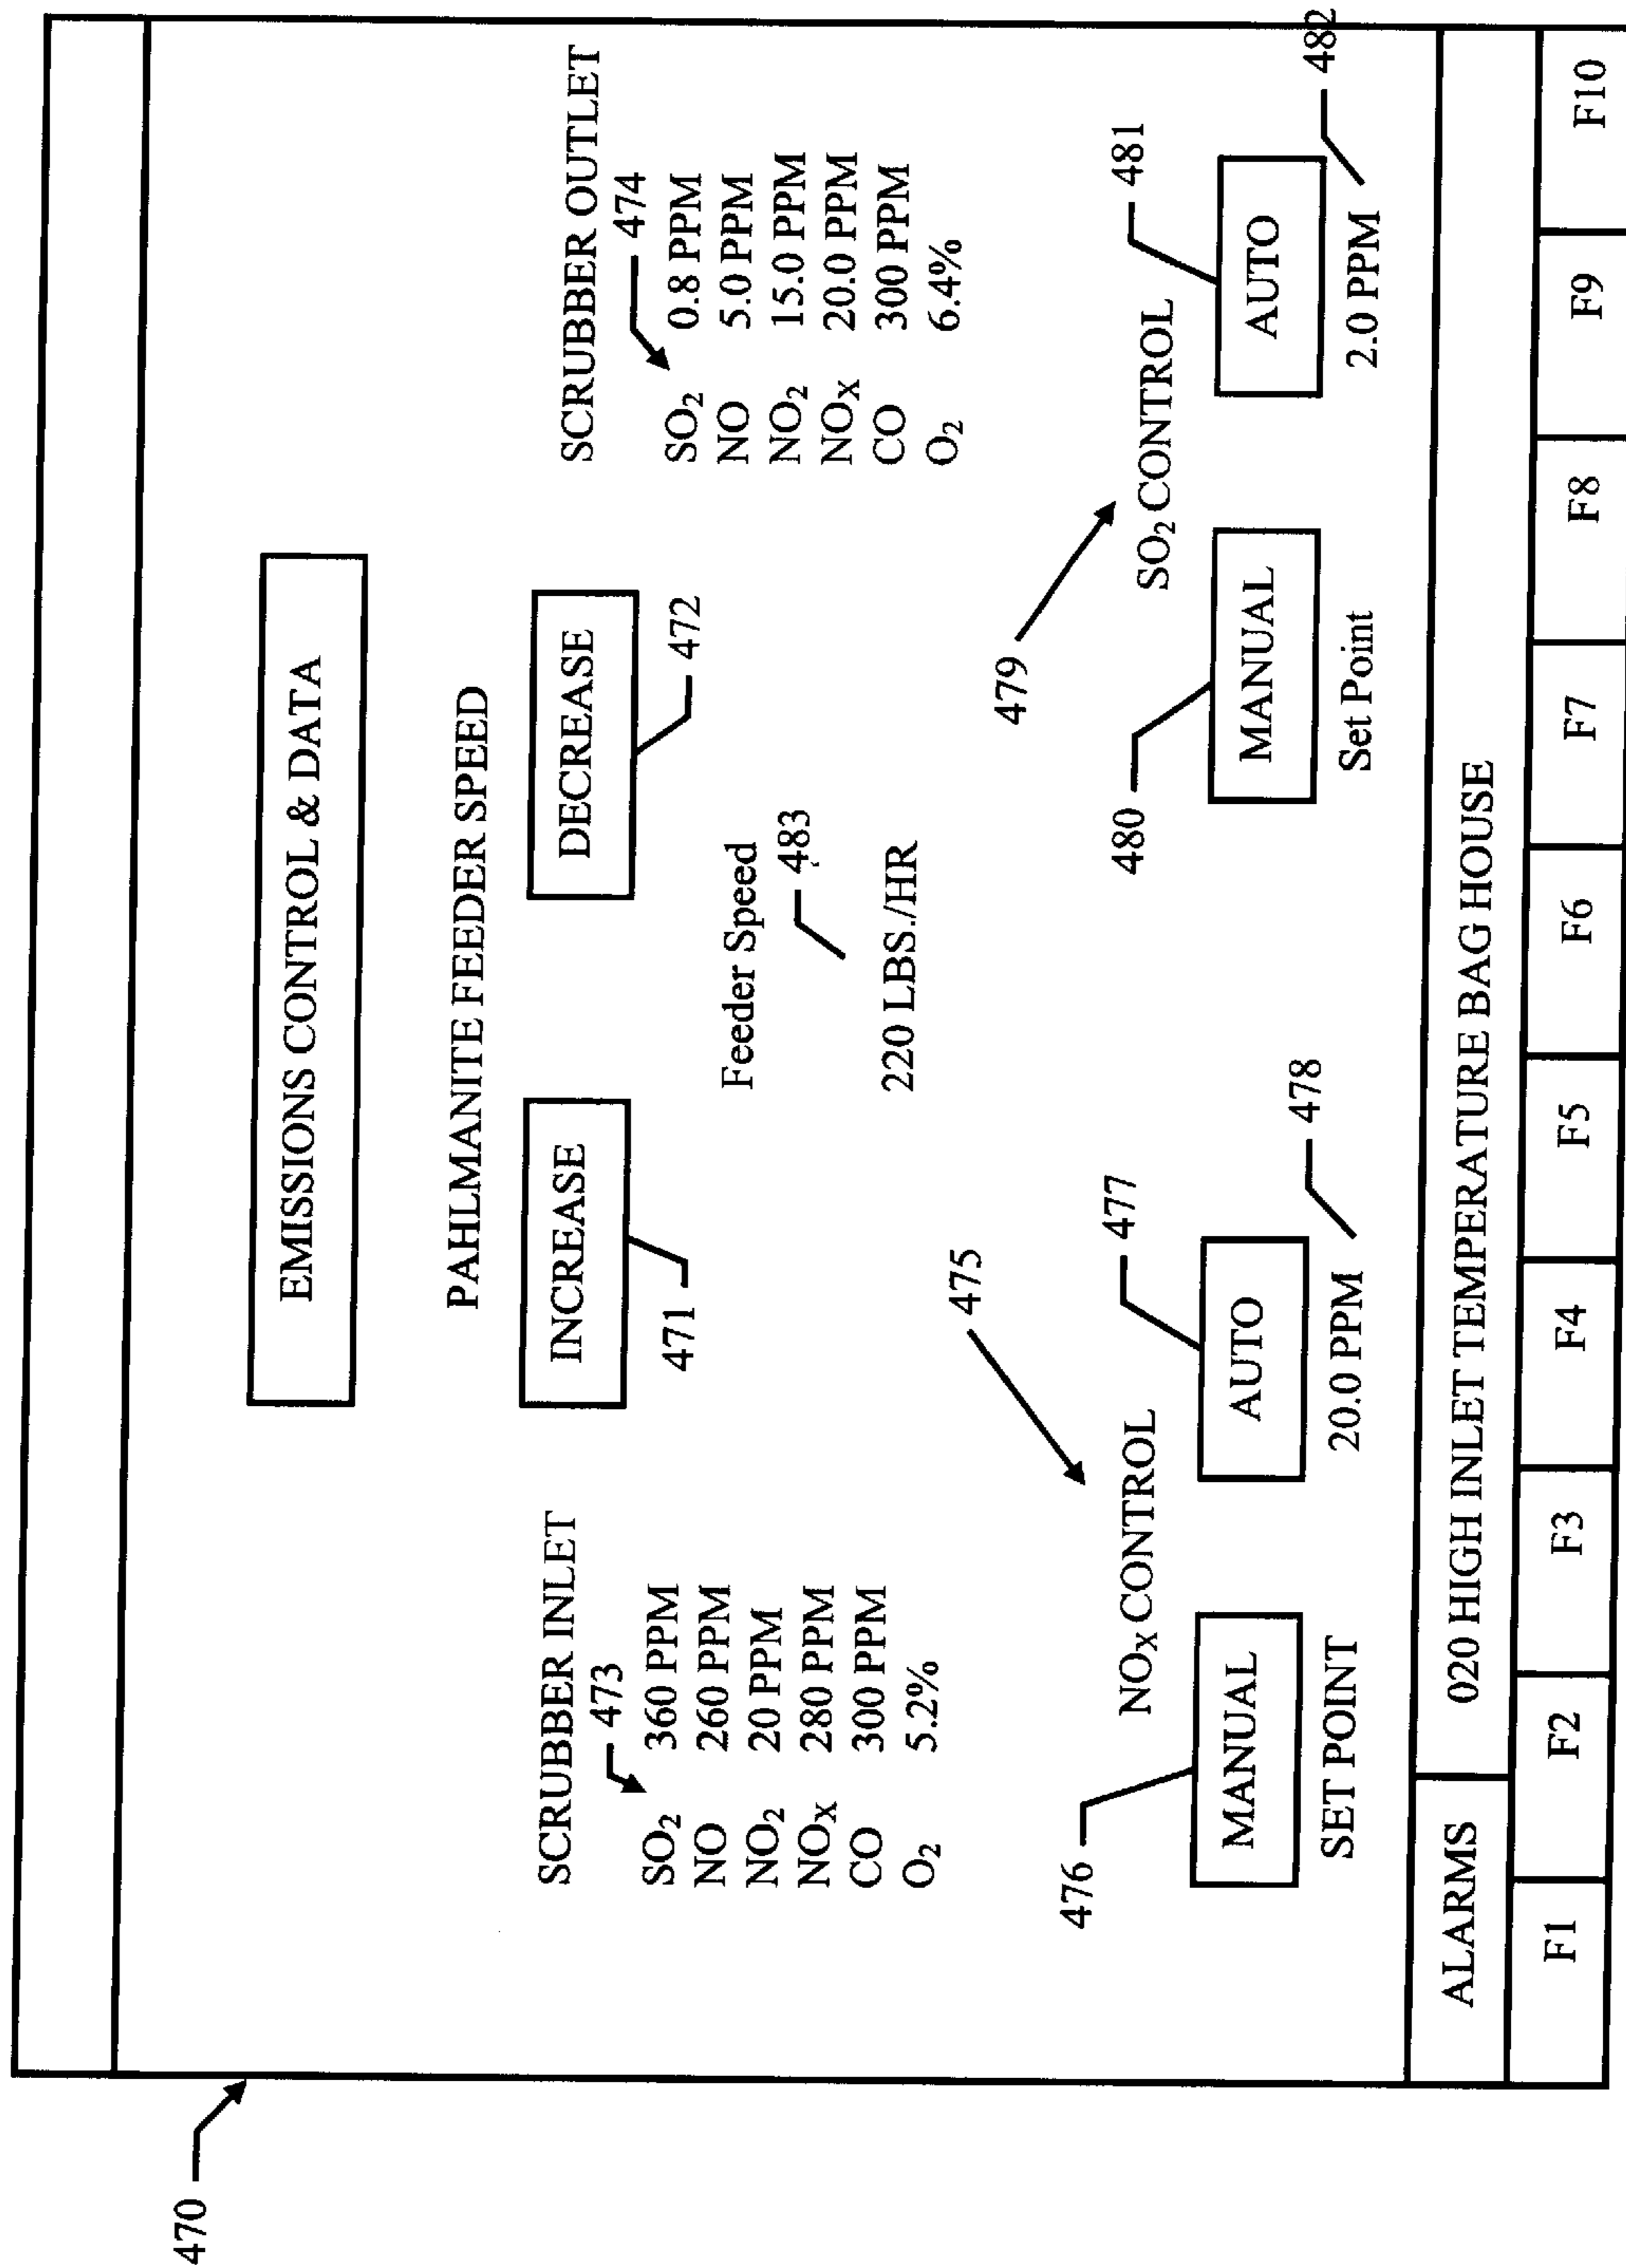 470
EMISSIONS CONTROL & DATA
PAHLMANITE FEEDER SPEED
INCREASE
DECREASE
471
472
Feeder Speed
483
220 LBS./HR
SCRUBBER INLET
473
SO₂ 360 PPM
NO 260 PPM
NO₂ 20 PPM
NOX 280 PPM
CO 300 PPM
O₂ 5.2%
SCRUBBER OUTLET
474
SO₂ 0.8 PPM
NO 5.0 PPM
NO₂ 15.0 PPM
NOX 20.0 PPM
CO 300 PPM
O₂ 6.4%
475
NOX CONTROL
476
477
MANUAL
AUTO
478
SET POINT 20.0 PPM
479
SO₂ CONTROL
480
481
MANUAL
AUTO
482
Set Point 2.0 PPM
ALARMS 020 HIGH INLET TEMPERATURE BAG HOUSE
F1 F2 F3 F4 F5 F6 F7 F8 F9 F10